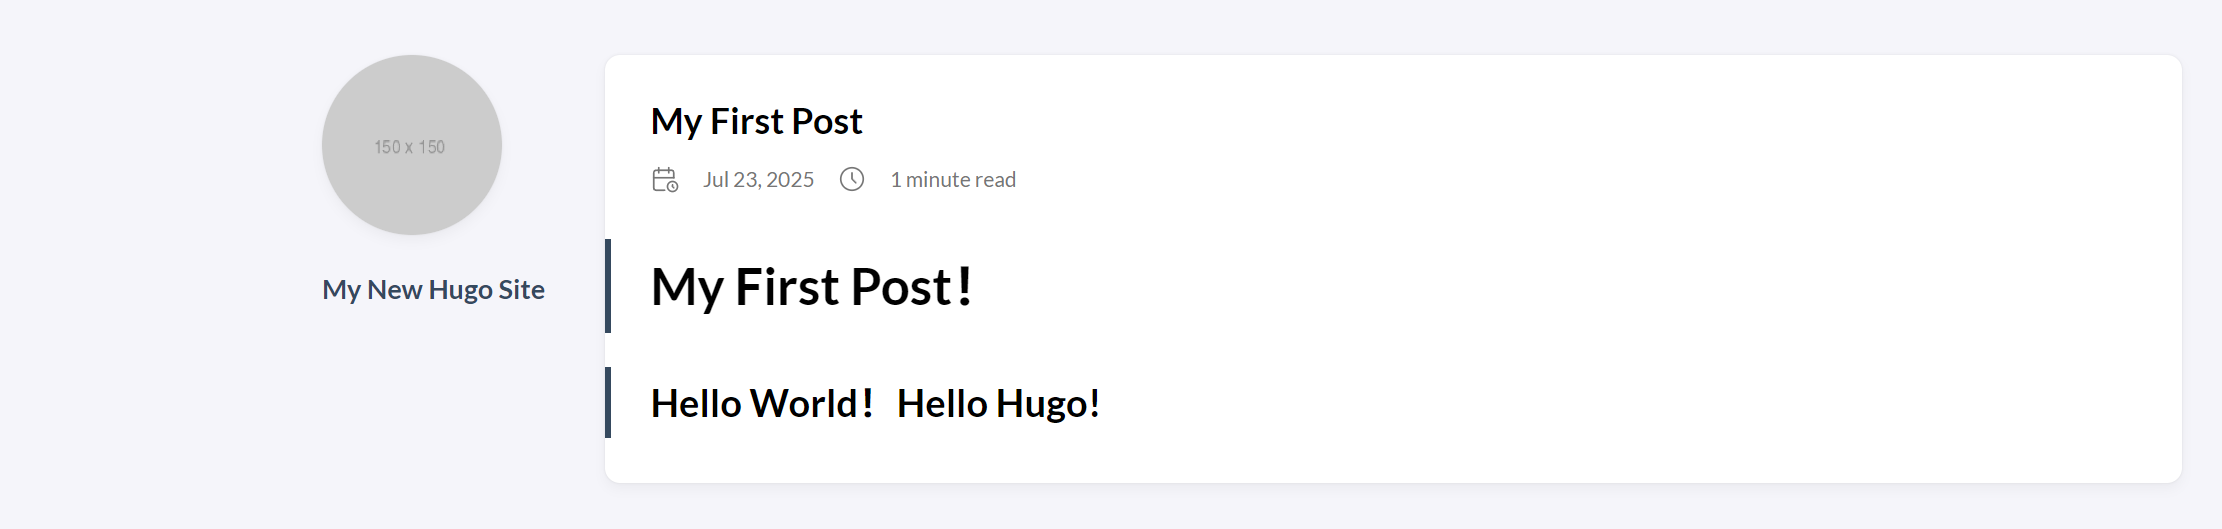 150 x 150
My New Hugo Site
My First Post
Jul 23, 2025 1 minute read
My First Post！
Hello World！Hello Hugo!